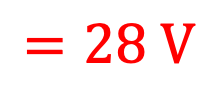 = 28 V